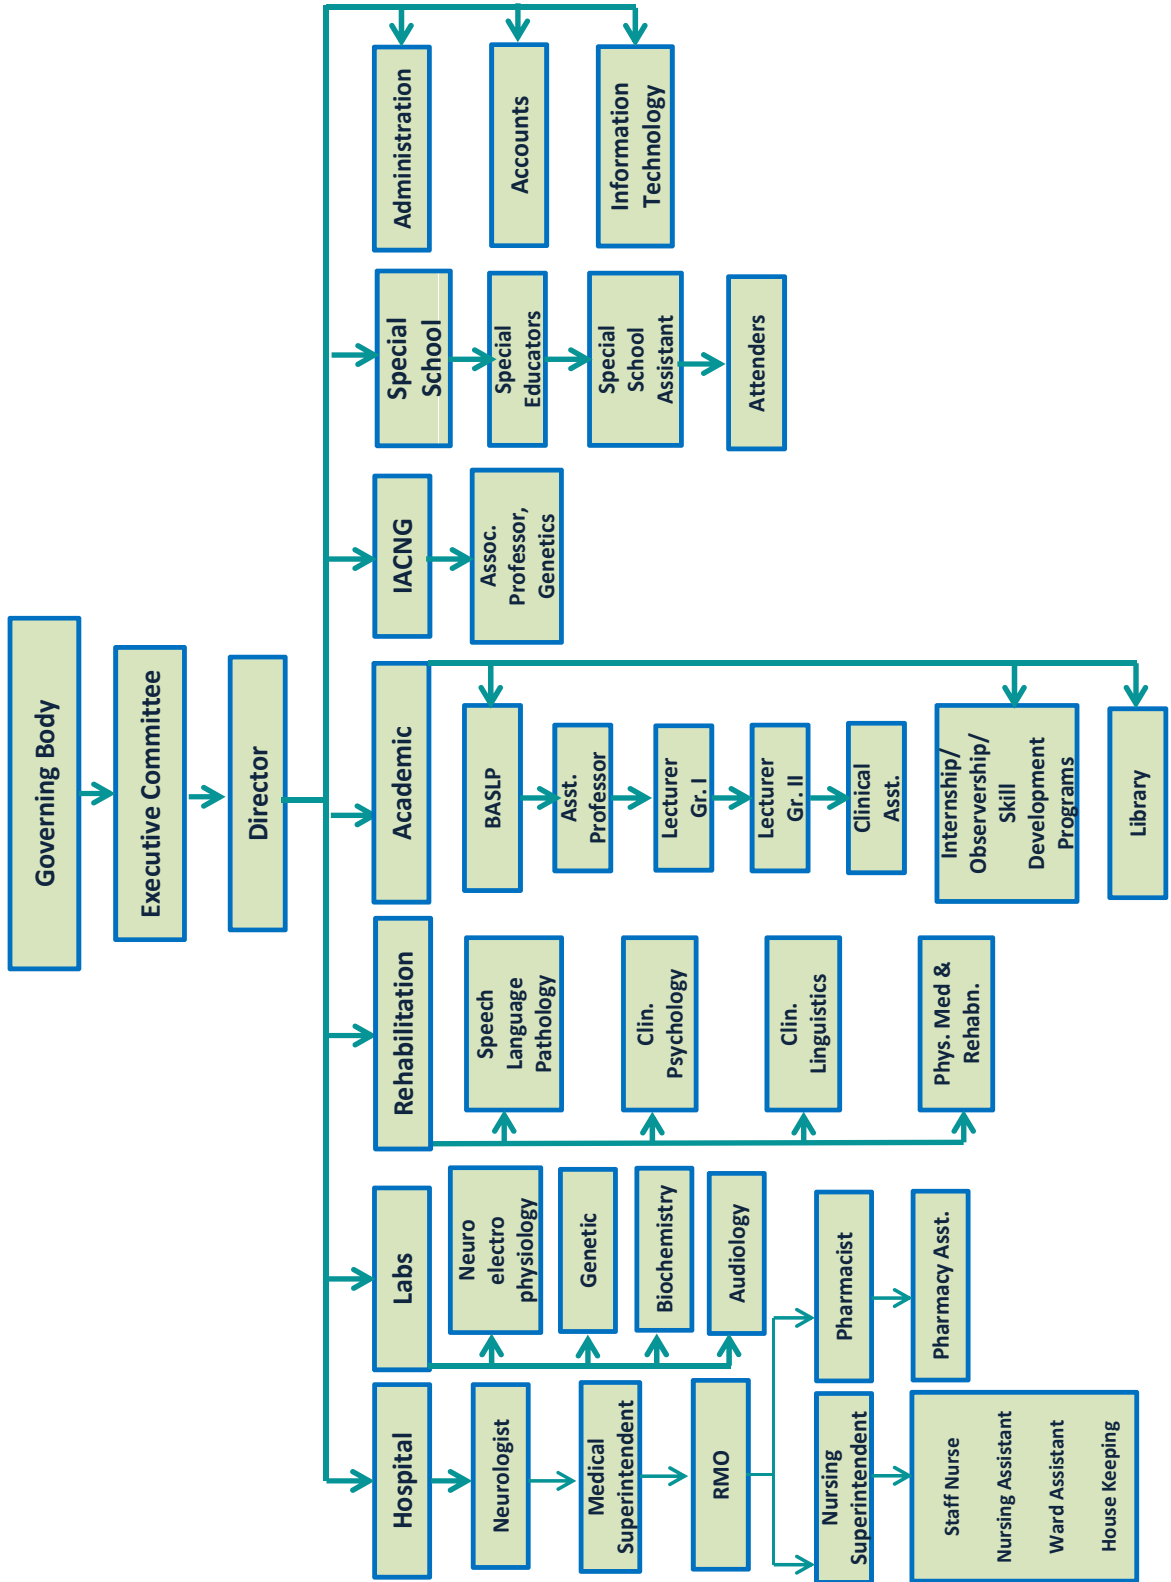 Governing Body
Executive Committee
Director
Hospital
Neurologist
Medical
Superintendent
RMO
Nursing
Superintendent
Staff Nurse
Nursing Assistant
Ward Assistant
House Keeping
Pharmacist
Pharmacy Asst.
Labs
Neuro
electro
physiology
Genetic
Biochemistry
Audiology
Rehabilitation
Speech
Language
Pathology
Clin.
Psychology
Clin.
Linguistics
Phys. Med &
Rehabn.
Academic
BASLP
Asst.
Professor
Lecturer
Gr. I
Lecturer
Gr. II
Clinical
Asst.
Internship/
Observership/
Skill
Development
Programs
Library
IACNG
Assoc.
Professor,
Genetics
Special
School
Special
Educators
Special
School
Assistant
Attenders
Administration
Accounts
Information
Technology